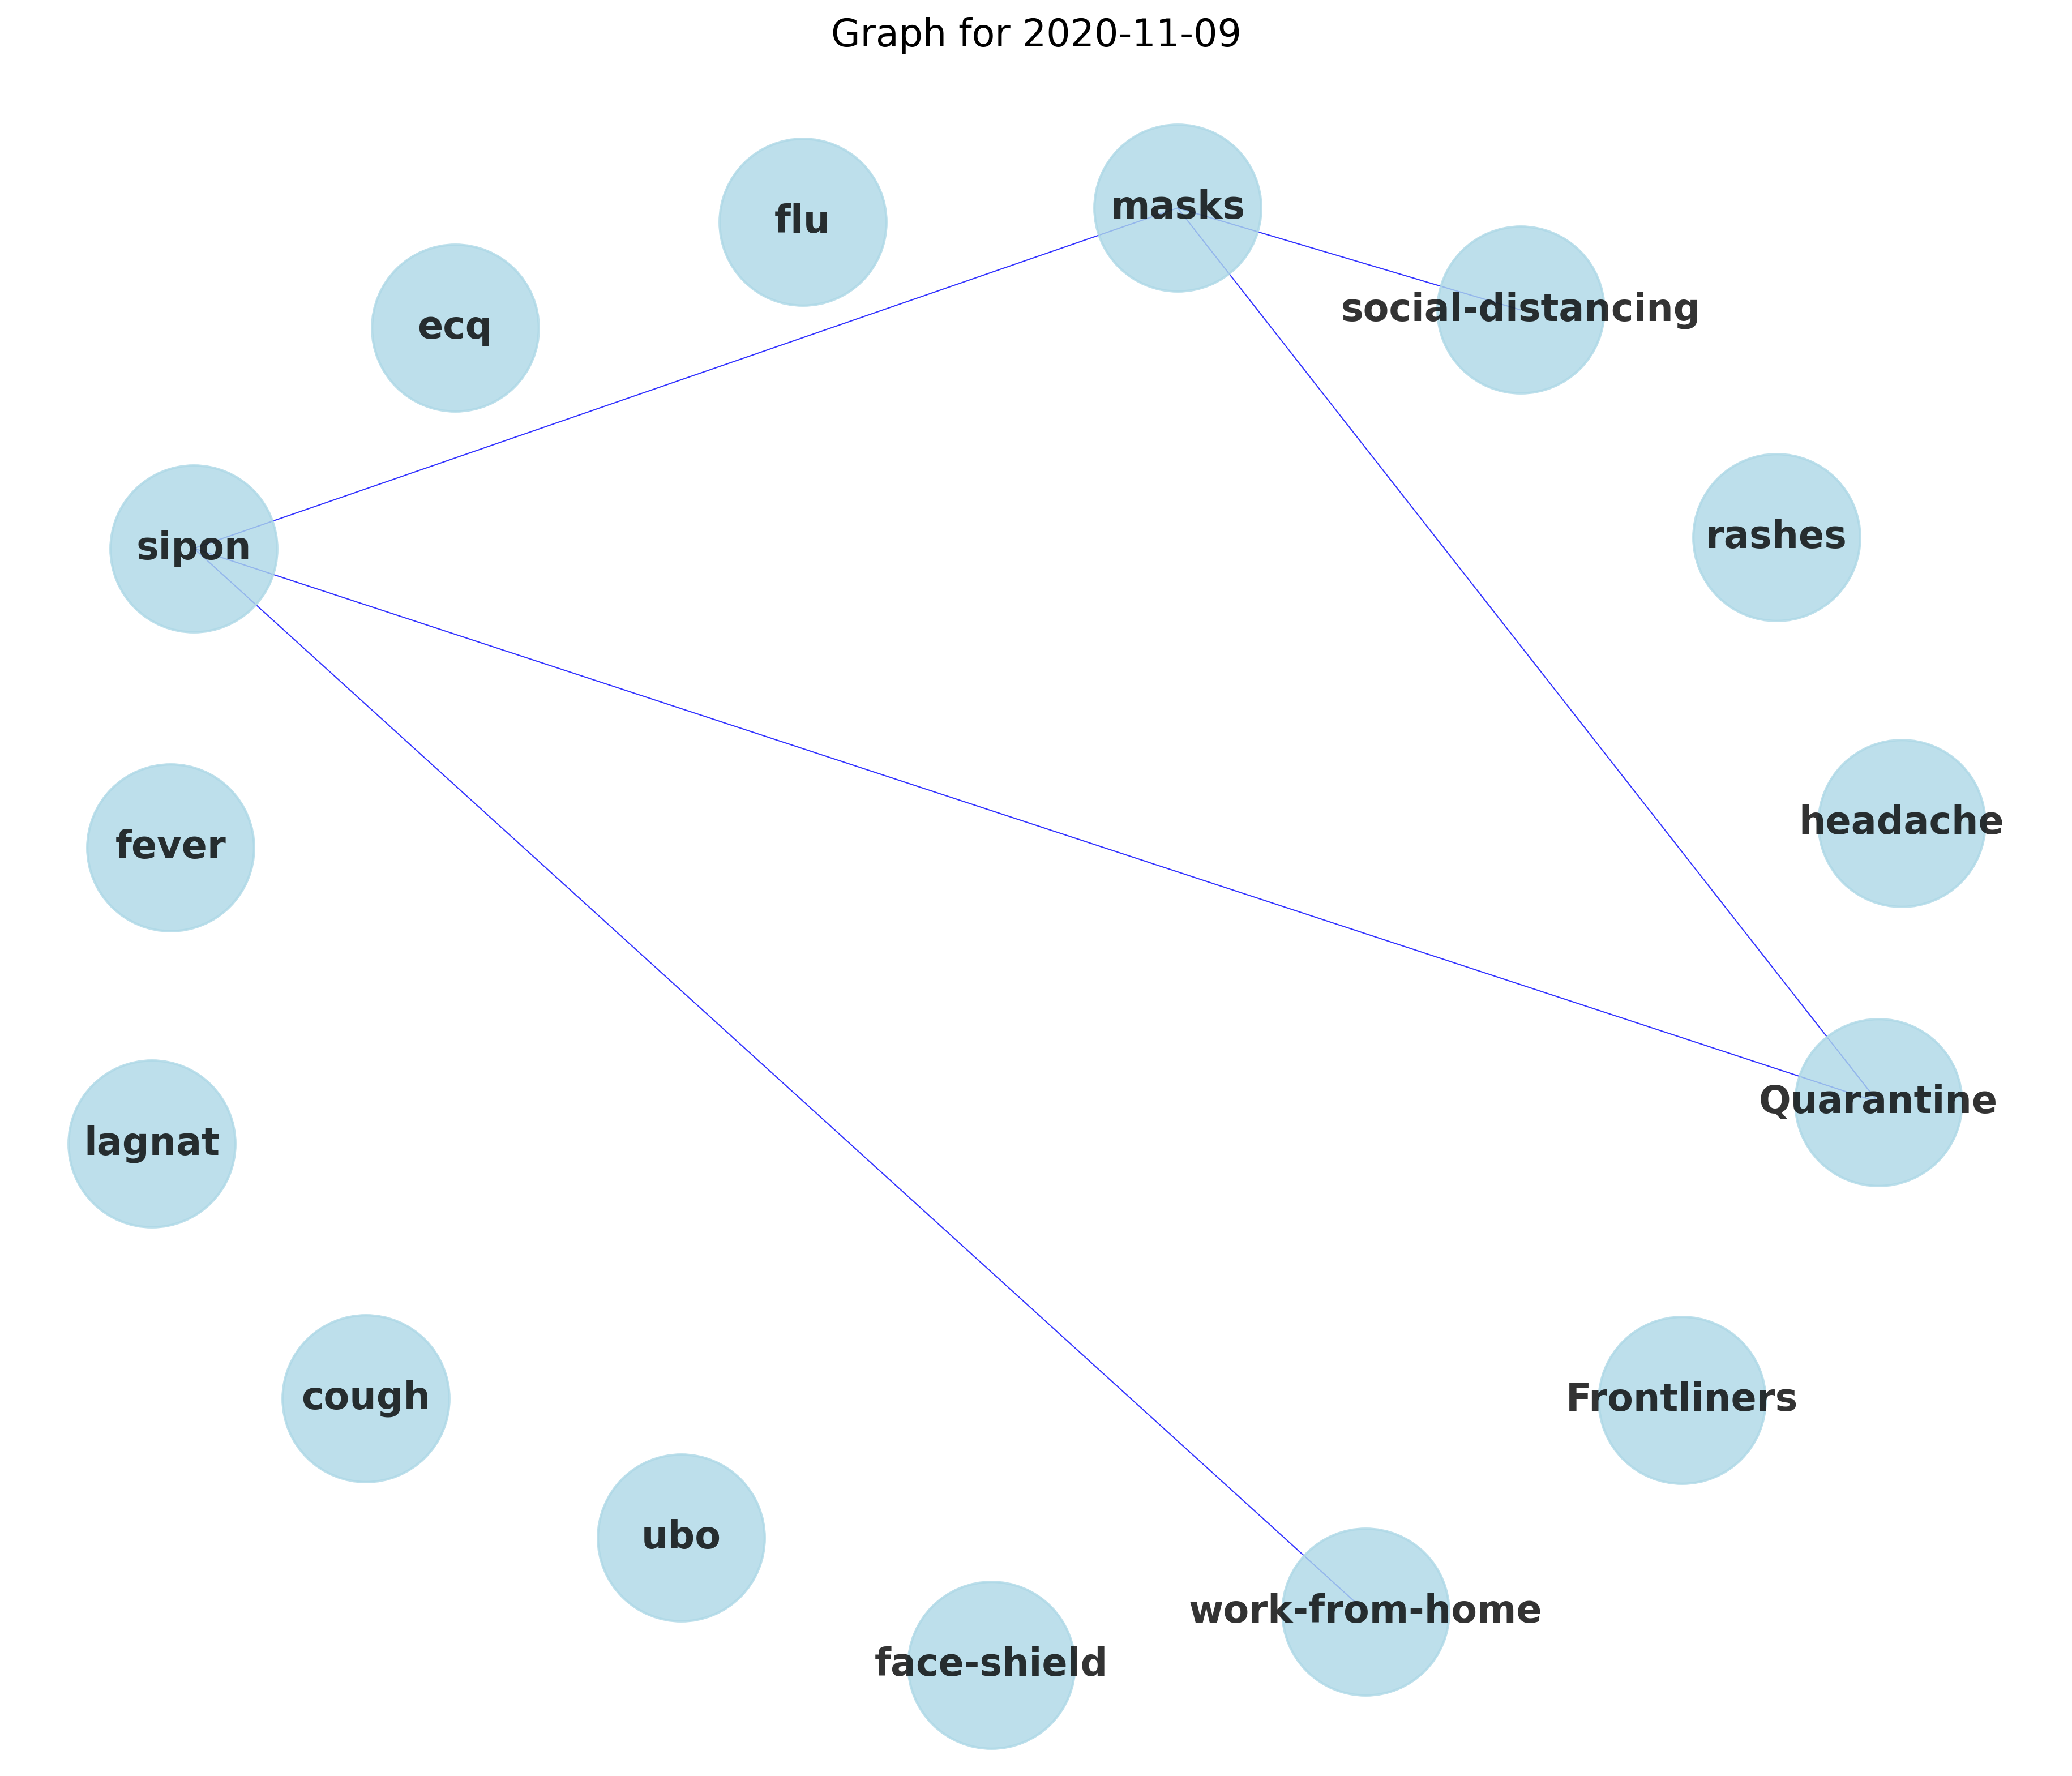 Graph for 2020-11-09
masks
flu
social-distancing
ecq
rashes
sipon
headache
fever
Quarantine
lagnat
cough
Frontliners
ubo
work-from-home
face-shield